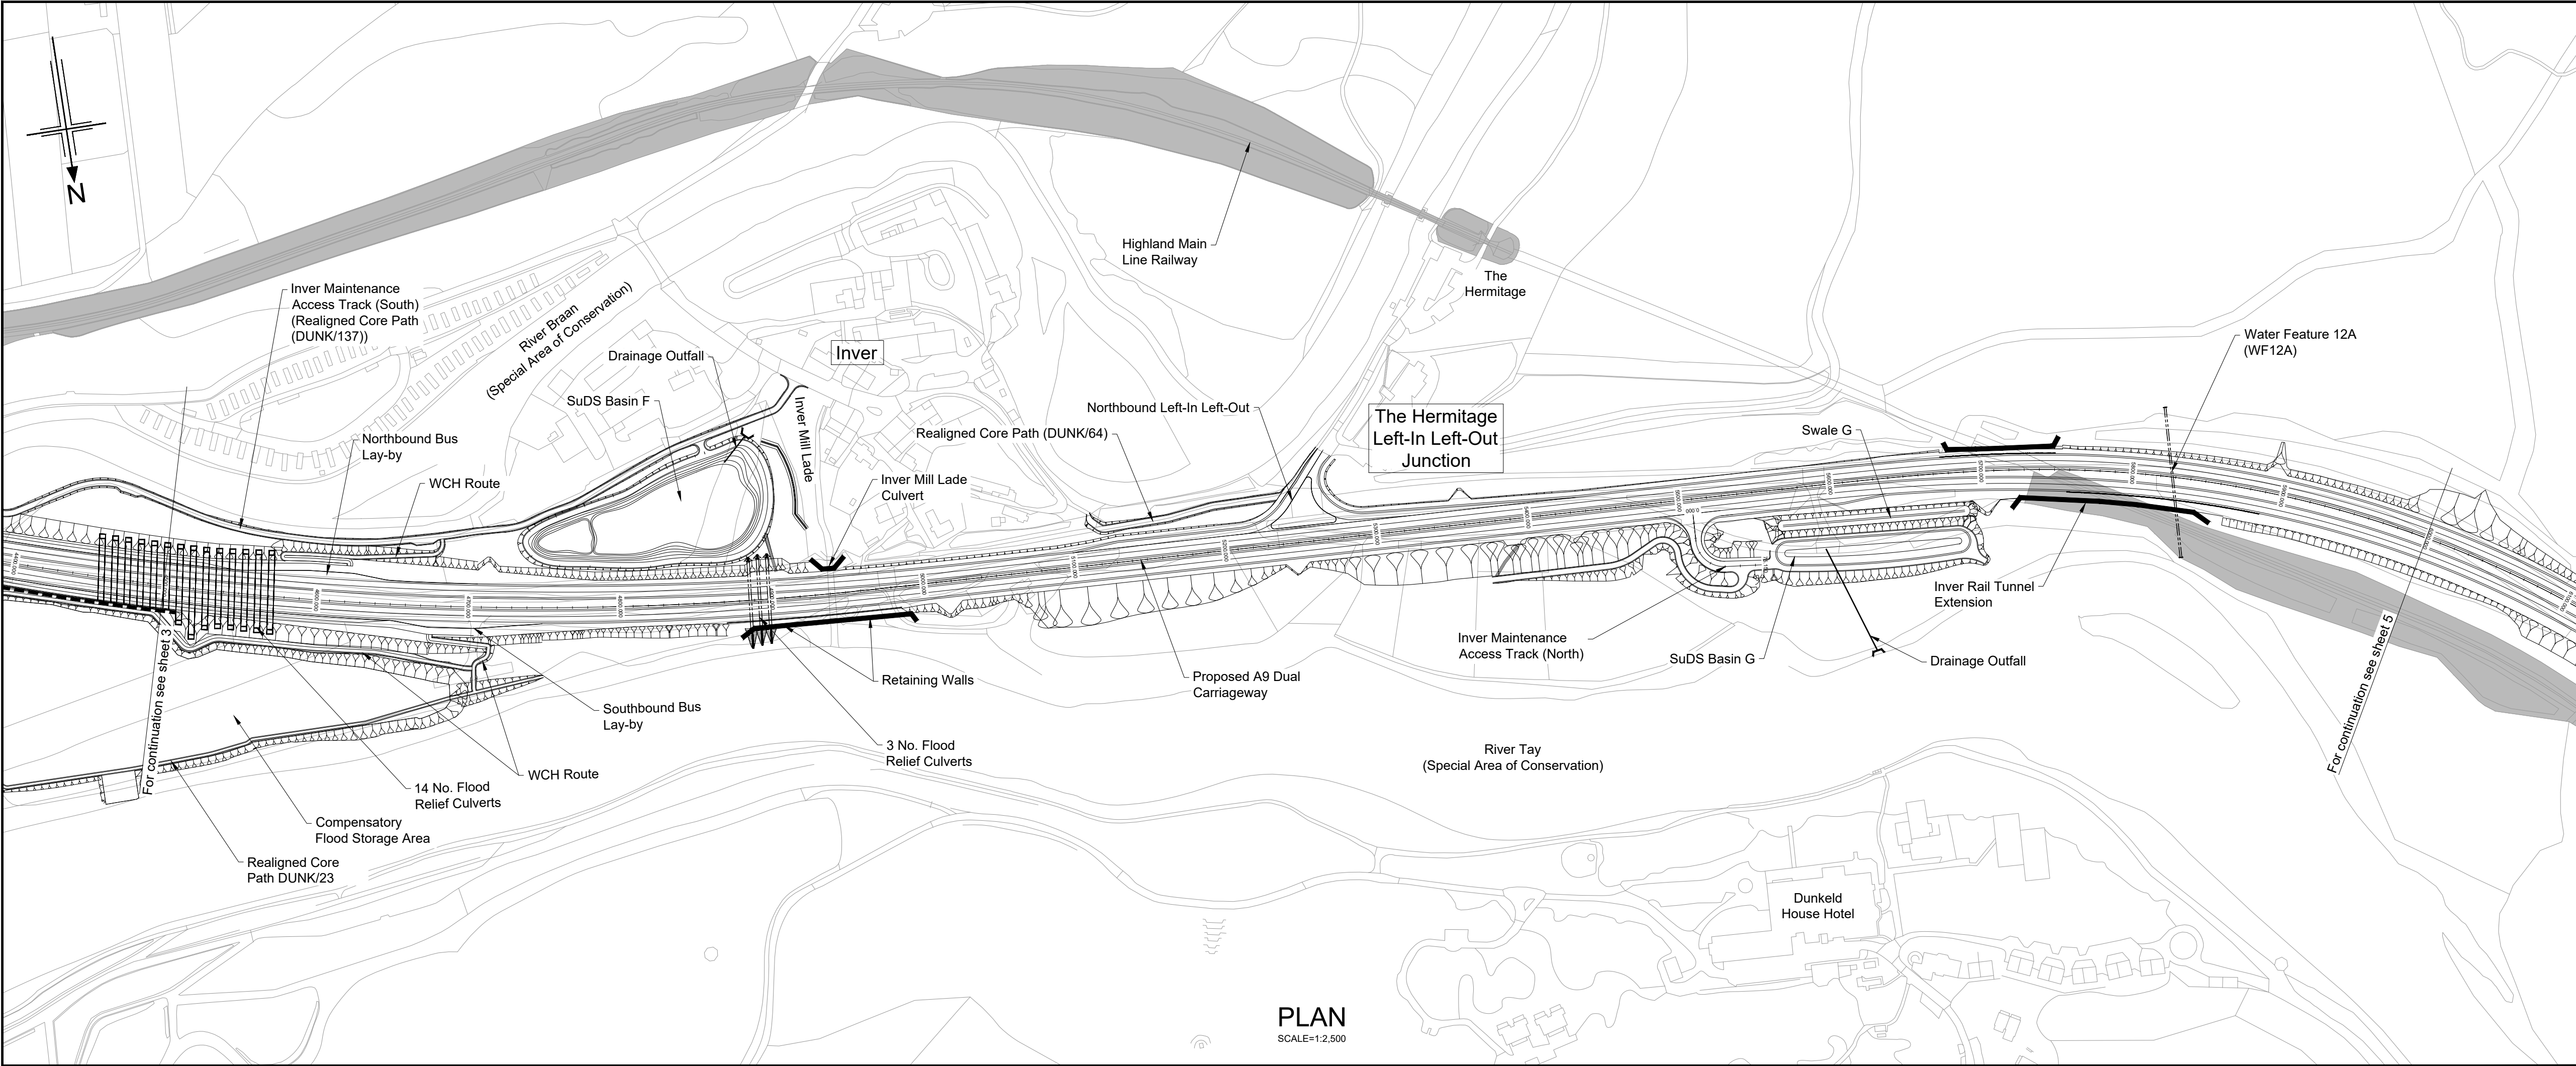 N
Inver Maintenance
Access Track (South)
(Realigned Core Path
(DUNK/137))
River Braan
(Special Area of Conservation)
Drainage Outfall
SuDS Basin F
Inver
Inver Mill Lade
Northbound Bus
Lay-by
WCH Route
Inver Mill Lade
Culvert
Highland Main
Line Railway
The
Hermitage
Northbound Left-In Left-Out
Realigned Core Path (DUNK/64)
The Hermitage
Left-In Left-Out
Junction
Swale G
Water Feature 12A
(WF12A)
Inver Rail Tunnel
Extension
Inver Maintenance
Access Track (North)
SuDS Basin G
Drainage Outfall
For continuation see sheet 3
For continuation see sheet 5
Retaining Walls
Proposed A9 Dual
Carriageway
Southbound Bus
Lay-by
3 No. Flood
Relief Culverts
WCH Route
14 No. Flood
Relief Culverts
Compensatory
Flood Storage Area
Realigned Core
Path DUNK/23
River Tay
(Special Area of Conservation)
Dunkeld
House Hotel
PLAN
SCALE=1:2,500